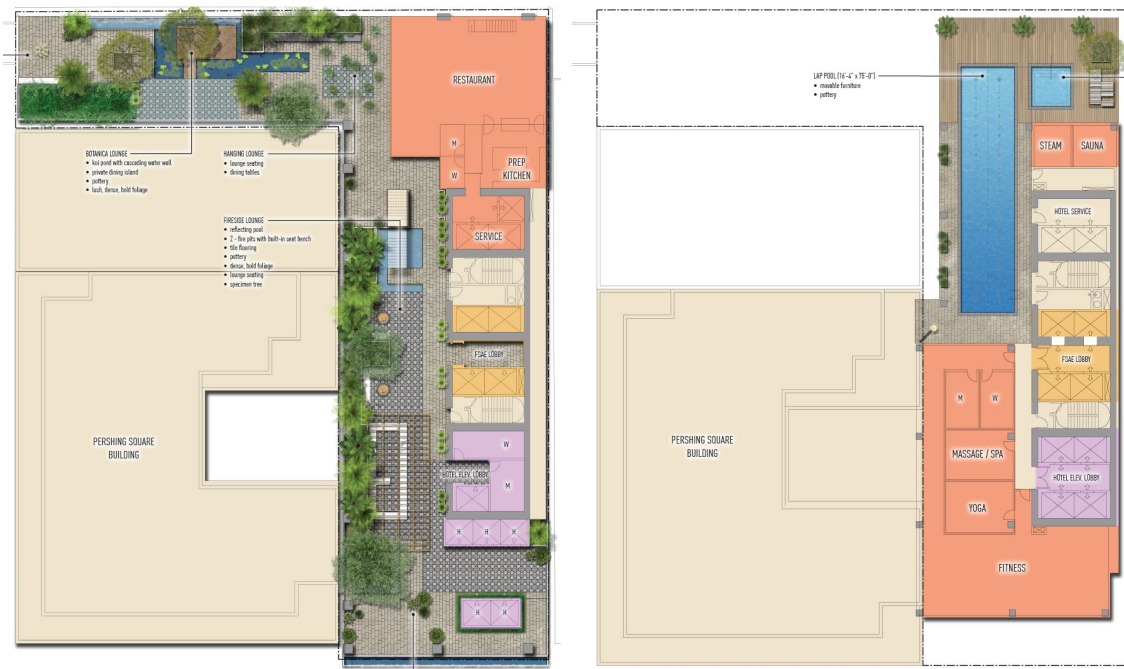 RESTAURANT
BOTANICA LOUNGE
• koi pond with cascading water wall
• private dining island
• pottery
• lush, dense, bold foliage
HANGING LOUNGE
• lounge seating
• dining tables
M
W
PREP
KITCHEN
FIRESIDE LOUNGE
• reflecting pool
• 2 - fire pits with built-in seat bench
• tile flooring
• pottery
• dense, bold foliage
• lounge seating
• specimen tree
SERVICE
FSAE LOBBY
PERSHING SQUARE
BUILDING
W
HOTEL ELEV. LOBBY
M
H H H
H H
LAP POOL (16'-4" x 75'-0")
• movable furniture
• pottery
STEAM
SAUNA
HOTEL SERVICE
FSAE LOBBY
M
W
PERSHING SQUARE
BUILDING
MASSAGE / SPA
HOTEL ELEV. LOBBY
YOGA
FITNESS